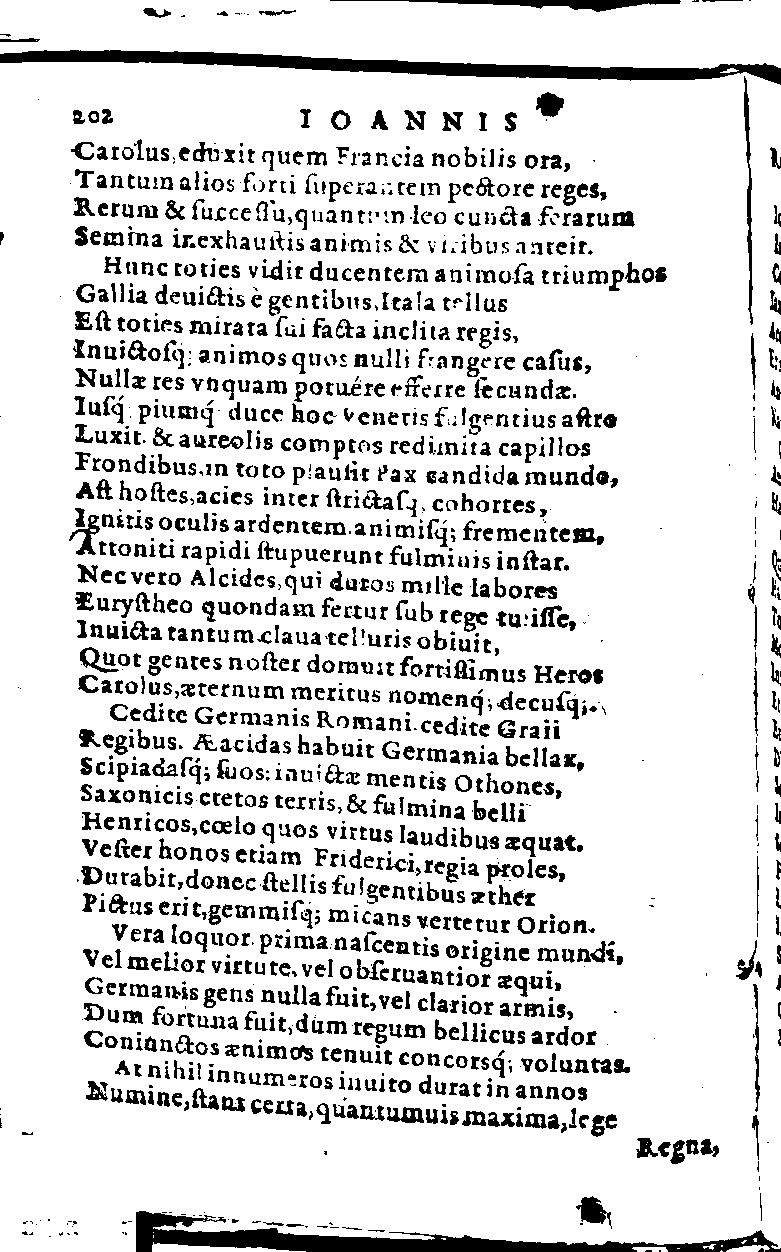 202 IOANNIS
Carolus, eduxit quem Francia nobilis ora,
Tantum alios forti ſuperantem pectore reges,
Rerum & ſucceſſu, quantum leo cuncta ferarum
Semina inexhauſtis animis & viribus anteit.
Hunc toties vidit ducentem animoſa triumphos
Gallia deuictis è gentibus, Itala tellus
Eſt toties mirata ſui facta inclita regis,
Inuictoſq́; animos quos nulli frangere caſus,
Nullæ res vnquam potuére efferre ſecundæ.
Iuſq́; piumq́; duce hoc Veneris fulgentius aſtro
Luxit. & aureolis comptos redimita capillos
Frondibus, in toto plauſit Pax candida mundo,
Aſt hoſtes, acies inter ſtrictaſq́; cohortes,
Ignitis oculis ardentem, animiſq́; frementem,
Attoniti rapidi ſtupuerunt fulminis inſtar.
Nec vero Alcides, qui duros mille labores
Euryſtheo quondam fertur ſub rege tuliſſe,
Inuicta tantum claua telluris obiuit,
Quot gentes noſter domuit fortiſſimus Heros
Carolus, æternum meritus nomenq́; decuſq́;.
Cedite Germanis Romani. cedite Graii
Regibus. Æacidas habuit Germania bellax,
Scipiadaſq́; ſuos: inuictæ mentis Othones,
Saxonicis cretos terris, & fulmina belli
Henricos, cœlo quos virtus laudibus æquat.
Veſter honos etiam Friderici, regia proles,
Durabit, donec ſtellis fulgentibus æther
Pictus erit, gemmiſq́; micans vertetur Orion.
Vera loquor. prima naſcentis origine mundi,
Vel melior virtute, vel obſeruantior æqui,
Germanis gens nulla fuit, vel clarior armis,
Dum fortuna fuit, dum regum bellicus ardor
Coniunctos ænimos tenuit concorsq́; voluntas.
At nihil innumeros inuito durat in annos
Numine, ſtant certa, quantumuis maxima, lege
Regna,